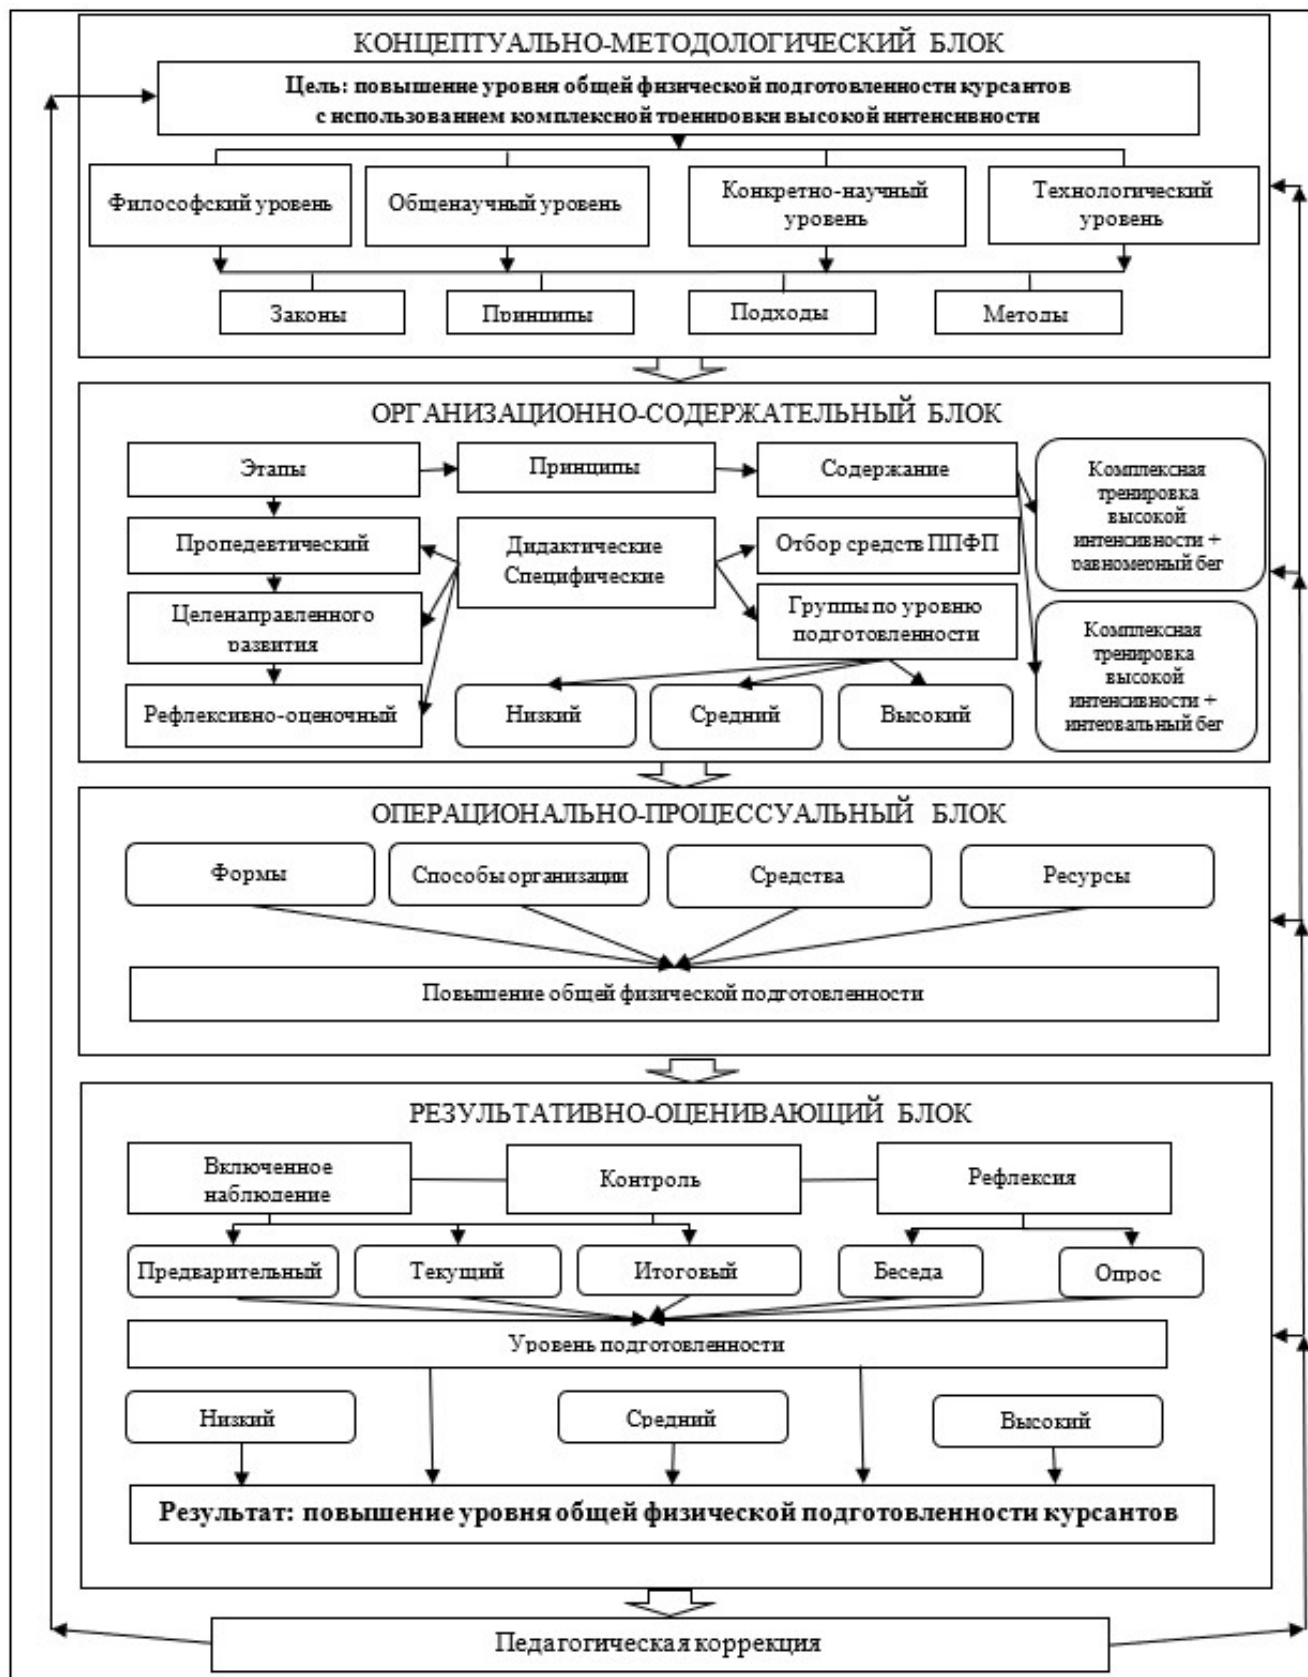 КОНЦЕПТУАЛЬНО-МЕТОДОЛОГИЧЕСКИЙ БЛОК
Цель: повышение уровня общей физической подготовленности курсантов
с использованием комплексной тренировки высокой интенсивности
Философский уровень
Общенаучный уровень
Конкретно-научный
уровень
Технологический
уровень
Законы
Принципы
Подходы
Методы
ОРГАНИЗАЦИОННО-СОДЕРЖАТЕЛЬНЫЙ БЛОК
Этапы
Принципы
Содержание
Комплексная
тренировка
высокой
интенсивности +
равномерный бег
Пропедевтический
Дидактические
Специфические
Отбор средств ППФП
Целенаправленного
развития
Группы по уровню
подготовленности
Комплексная
тренировка
высокой
интенсивности +
интервальный бег
Рефлексивно-оценочный
Низкий
Средний
Высокий
ОПЕРАЦИОНАЛЬНО-ПРОЦЕССУАЛЬНЫЙ БЛОК
Формы
Способы организации
Средства
Ресурсы
Повышение общей физической подготовленности
РЕЗУЛЬТАТИВНО-ОЦЕНИВАЮЩИЙ БЛОК
Включенное
наблюдение
Контроль
Рефлексия
Предварительный
Текущий
Итоговый
Беседа
Опрос
Уровень подготовленности
Низкий
Средний
Высокий
Результат: повышение уровня общей физической подготовленности курсантов
Педагогическая коррекция